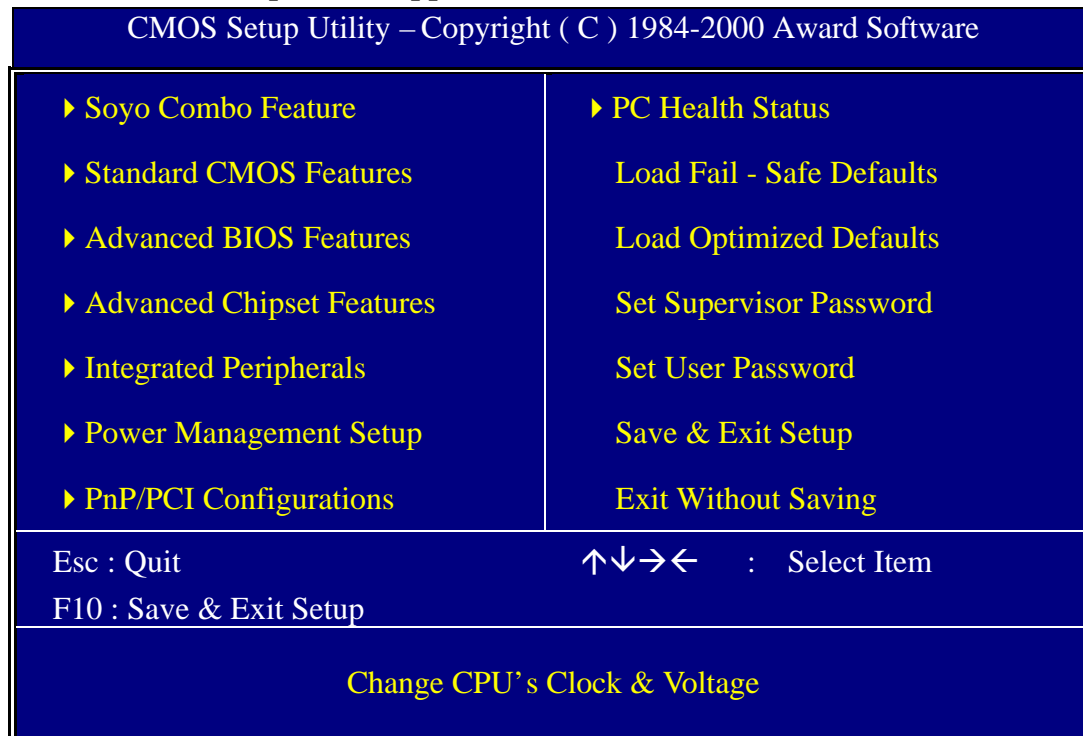 CMOS Setup Utility – Copyright ( C ) 1984-2000 Award Software
Soyo Combo Feature
Standard CMOS Features
Advanced BIOS Features
Advanced Chipset Features
Integrated Peripherals
Power Management Setup
PnP/PCI Configurations
PC Health Status
Load Fail - Safe Defaults
Load Optimized Defaults
Set Supervisor Password
Set User Password
Save & Exit Setup
Exit Without Saving
Esc : Quit
↑↓→← : Select Item
F10 : Save & Exit Setup
Change CPU's Clock & Voltage